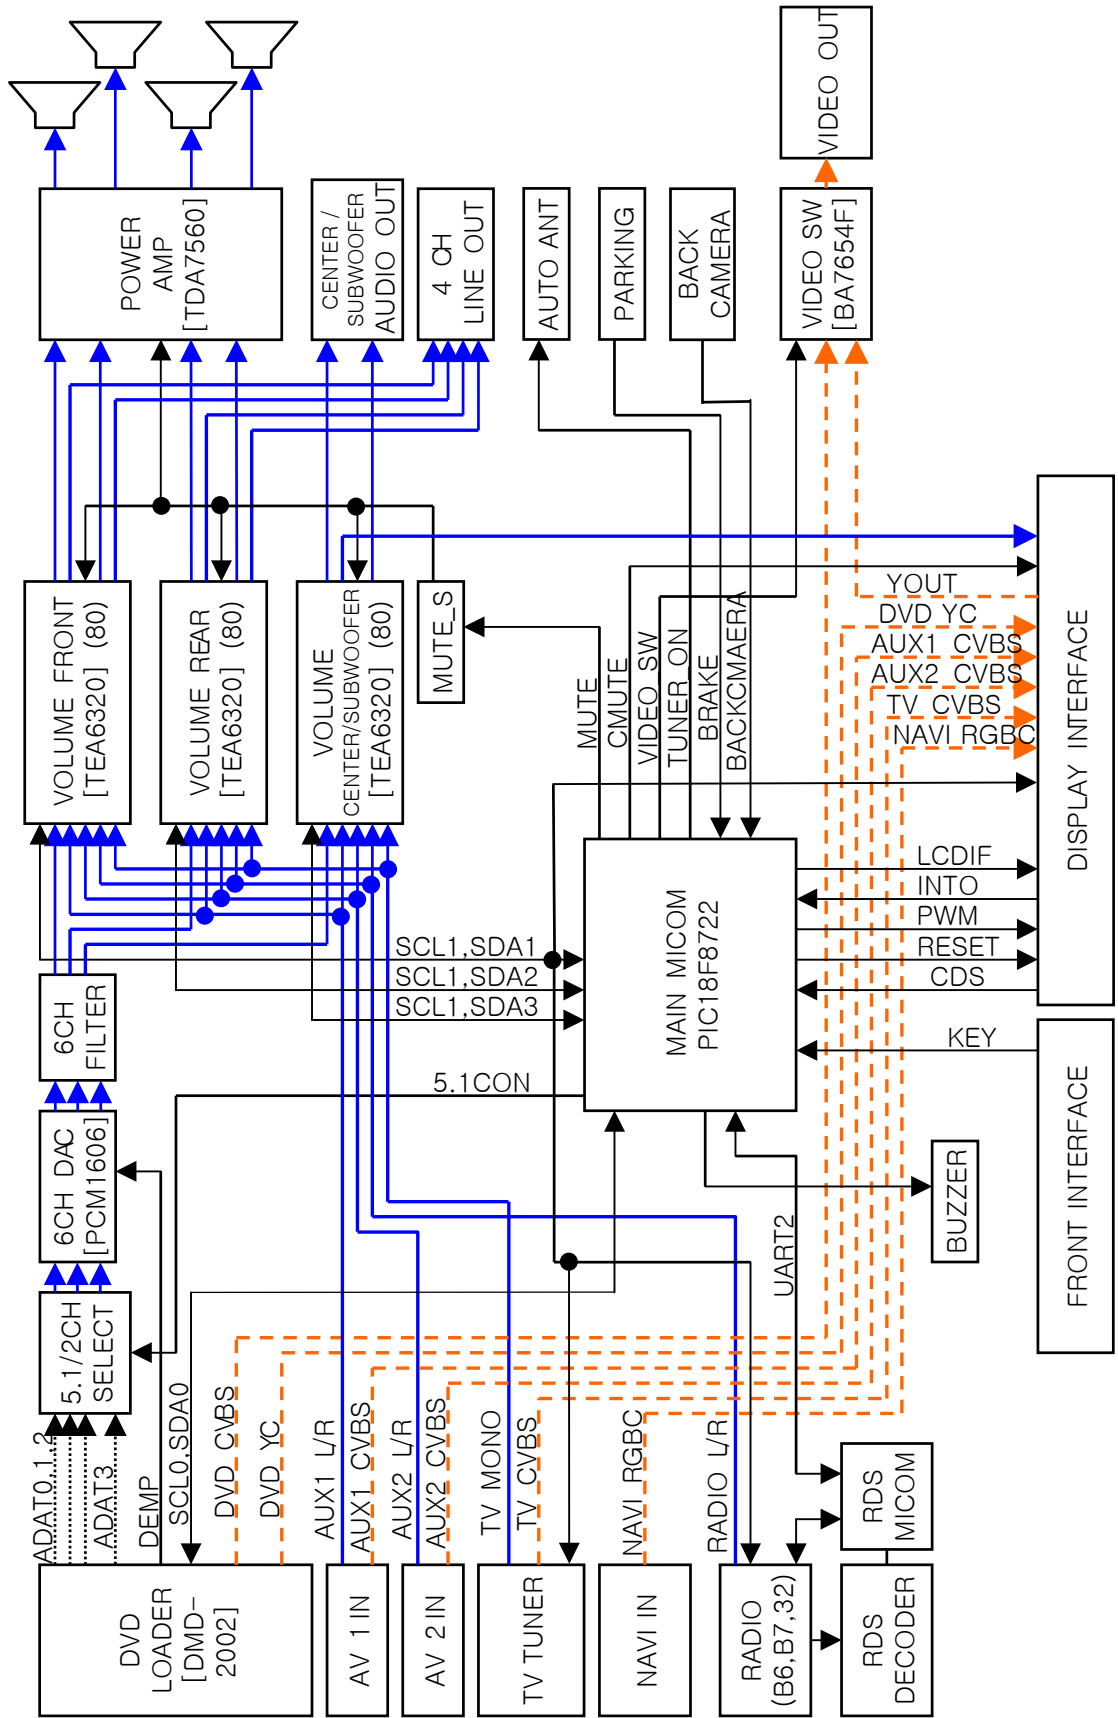 DVD
LOADER
[DMD-
2002]
AV 1 IN
AV 2 IN
TV TUNER
NAVI IN
RADIO
(B6,B7,32)
RDS
DECODER
RDS
MICOM
ADAT0,1,2
ADAT3
DEMP
SCL0,SDA0
DVD CVBS
DVD YC
AUX1 L/R
AUX1 CVBS
AUX2 L/R
AUX2 CVBS
TV MONO
TV CVBS
NAVI RGBC
RADIO L/R
UART2
5.1/2CH
SELECT
6CH DAC
[PCM1606]
6CH
FILTER
5.1CON
SCL1,SDA1
SCL1,SDA2
SCL1,SDA3
MAIN MICOM
PIC18F8722
BUZZER
FRONT INTERFACE
KEY
LCDIF
INTO
PWM
RESET
CDS
DISPLAY INTERFACE
VOLUME FRONT
[TEA6320] (80)
VOLUME REAR
[TEA6320] (80)
VOLUME
CENTER/SUBWOOFER
[TEA6320] (80)
MUTE_S
MUTE
CMUTE
VIDEO SW
TUNER_ON
BRAKE
BACKCMAERA
YOUT
DVD YC
AUX1 CVBS
AUX2 CVBS
TV CVBS
NAVI RGBC
POWER
AMP
[TDA7560]
CENTER /
SUBWOOFER
AUDIO OUT
4 CH
LINE OUT
AUTO ANT
PARKING
BACK
CAMERA
VIDEO SW
[BA7654F]
VIDEO OUT